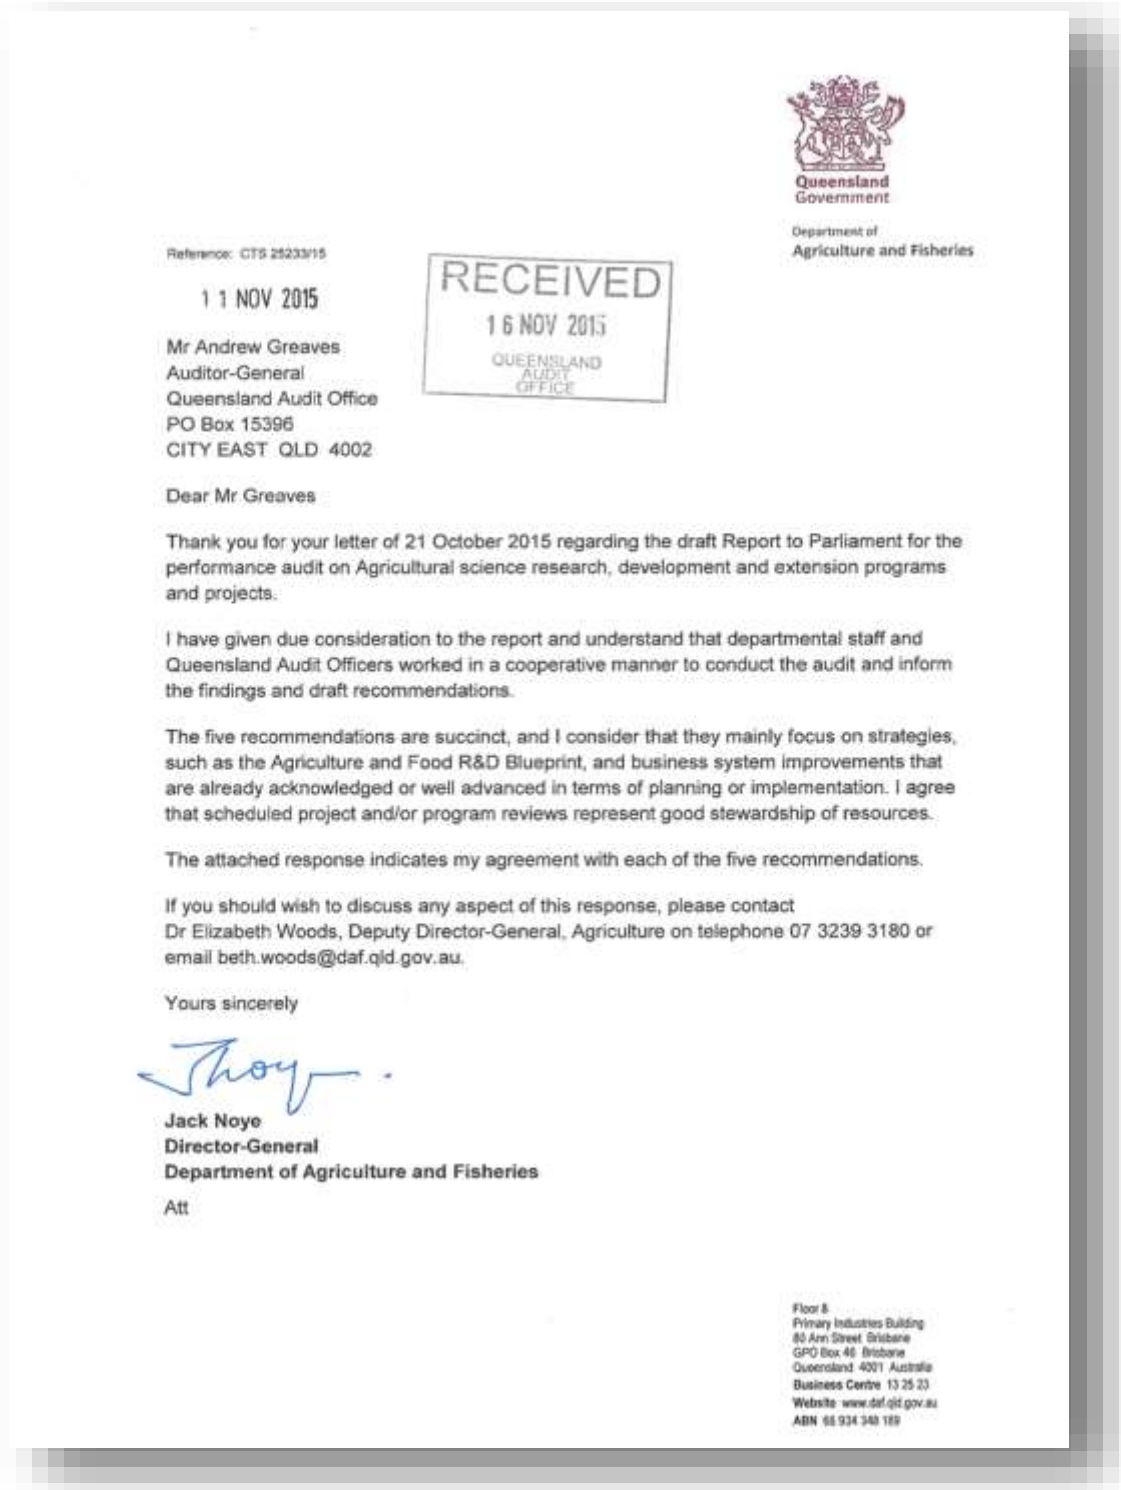 Queensland
Government
Department of
Agriculture and Fisheries
Reference: CTS 25233/15
11 NOV 2015
RECEIVED
16 NOV 2015
QUEENSLAND
AUDIT
OFFICE
Mr Andrew Greaves
Auditor-General
Queensland Audit Office
PO Box 15396
CITY EAST QLD 4002
Dear Mr Greaves
Thank you for your letter of 21 October 2015 regarding the draft Report to Parliament for the
performance audit on Agricultural science research, development and extension programs
and projects.
I have given due consideration to the report and understand that departmental staff and
Queensland Audit Officers worked in a cooperative manner to conduct the audit and inform
the findings and draft recommendations.
The five recommendations are succinct, and I consider that they mainly focus on strategies,
such as the Agriculture and Food R&D Blueprint, and business system improvements that
are already acknowledged or well advanced in terms of planning or implementation. I agree
that scheduled project and/or program reviews represent good stewardship of resources.
The attached response indicates my agreement with each of the five recommendations.
If you should wish to discuss any aspect of this response, please contact
Dr Elizabeth Woods, Deputy Director-General, Agriculture on telephone 07 3239 3180 or
email beth.woods@daf.qld.gov.au.
Yours sincerely
Jack Noye
Director-General
Department of Agriculture and Fisheries
Att
Floor 8
Primary Industries Building
80 Ann Street Brisbane
GPO Box 46 Brisbane
Queensland 4001 Australia
Business Centre 13 25 23
Website www.daf.qld.gov.au
ABN 66 934 348 189